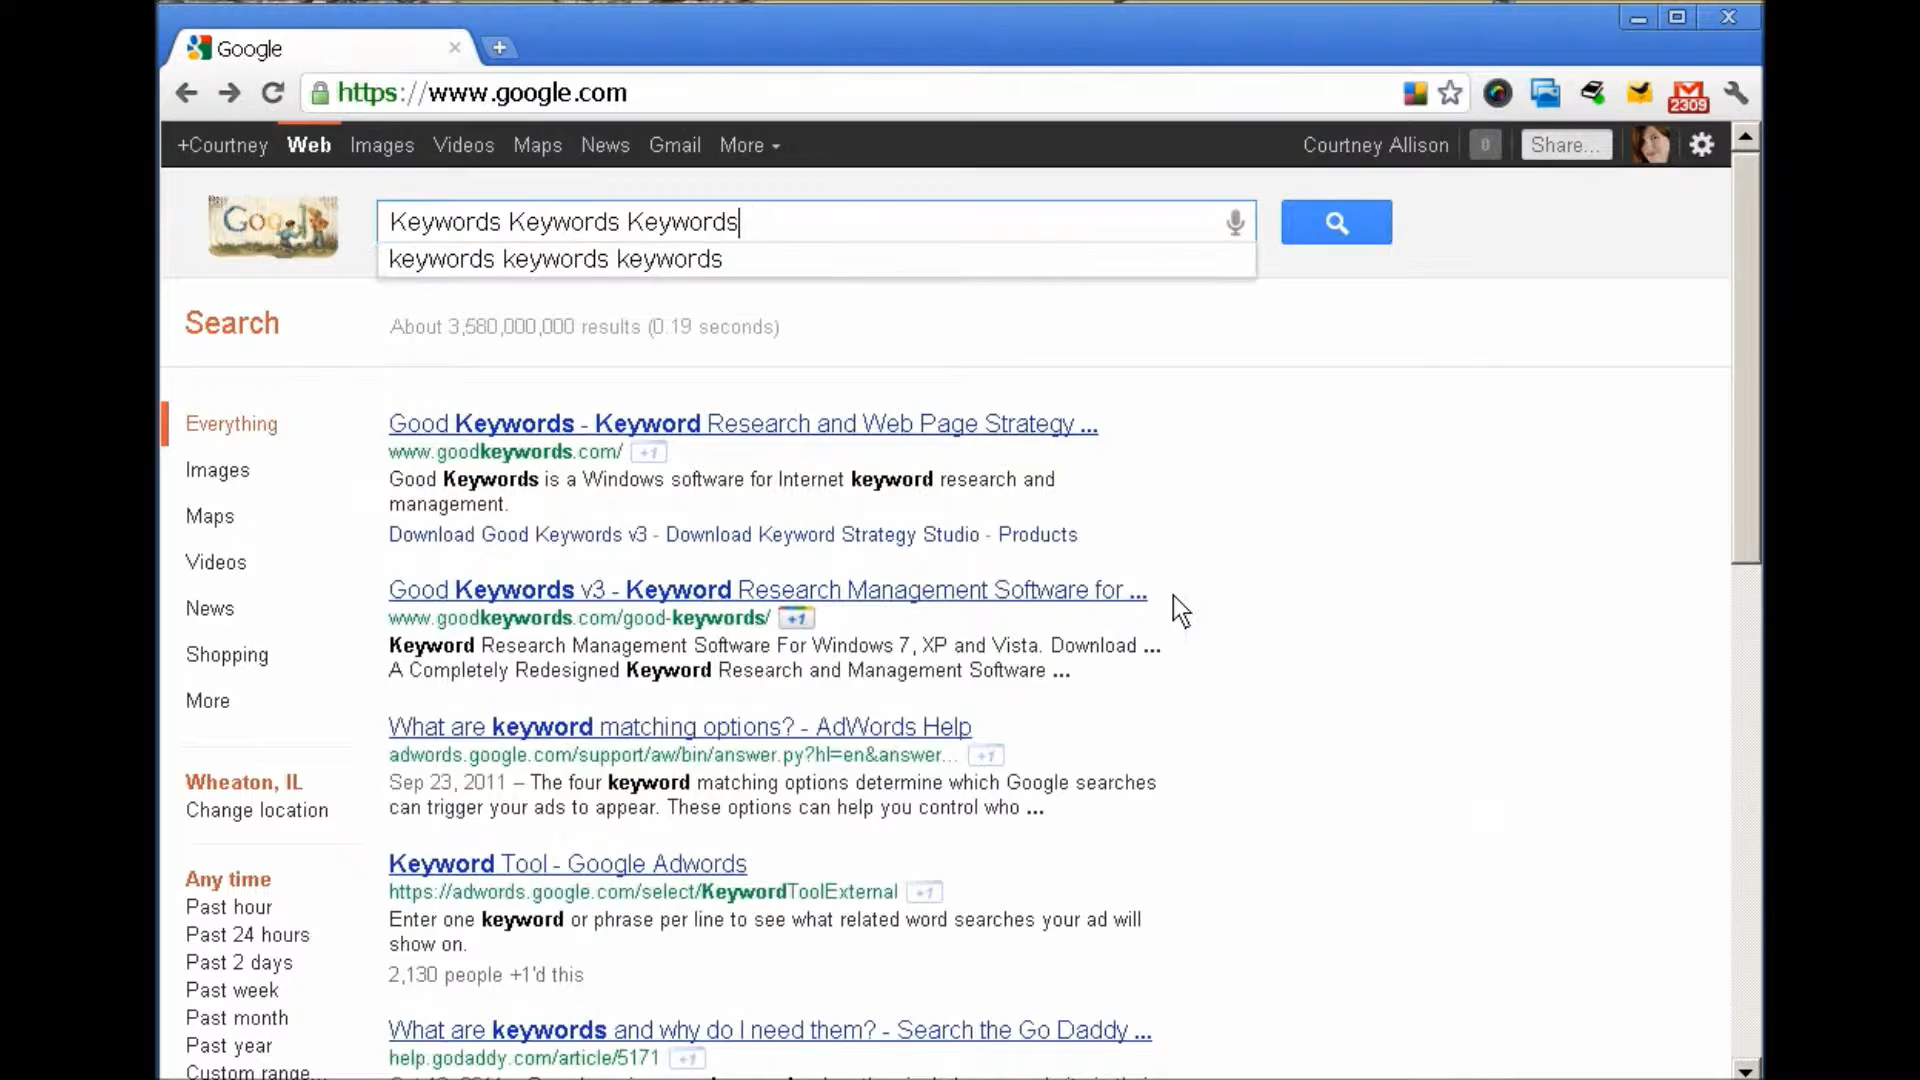 Google
https://www.google.com
2309
+Courtney Web Images Videos Maps News Gmail More
Courtney Allison 0 Share...
Google
Keywords Keywords Keywords
keywords keywords keywords
Search
About 3,580,000,000 results (0.19 seconds)
Everything
Images
Maps
Videos
News
Shopping
More
Wheaton, IL
Change location
Any time
Past hour
Past 24 hours
Past 2 days
Past week
Past month
Past year
Custom range...
Good Keywords - Keyword Research and Web Page Strategy ...
www.goodkeywords.com/ +1
Good Keywords is a Windows software for Internet keyword research and
management.
Download Good Keywords v3 - Download Keyword Strategy Studio - Products
Good Keywords v3 - Keyword Research Management Software for ...
www.goodkeywords.com/good-keywords/ +1
Keyword Research Management Software For Windows 7, XP and Vista. Download ...
A Completely Redesigned Keyword Research and Management Software ...
What are keyword matching options? - AdWords Help
adwords.google.com/support/aw/bin/answer.py?hl=en&answer... +1
Sep 23, 2011 – The four keyword matching options determine which Google searches
can trigger your ads to appear. These options can help you control who ...
Keyword Tool - Google Adwords
https://adwords.google.com/select/KeywordToolExternal +1
Enter one keyword or phrase per line to see what related word searches your ad will
show on.
2,130 people +1'd this
What are keywords and why do I need them? - Search the Go Daddy ...
help.godaddy.com/article/5171 +1